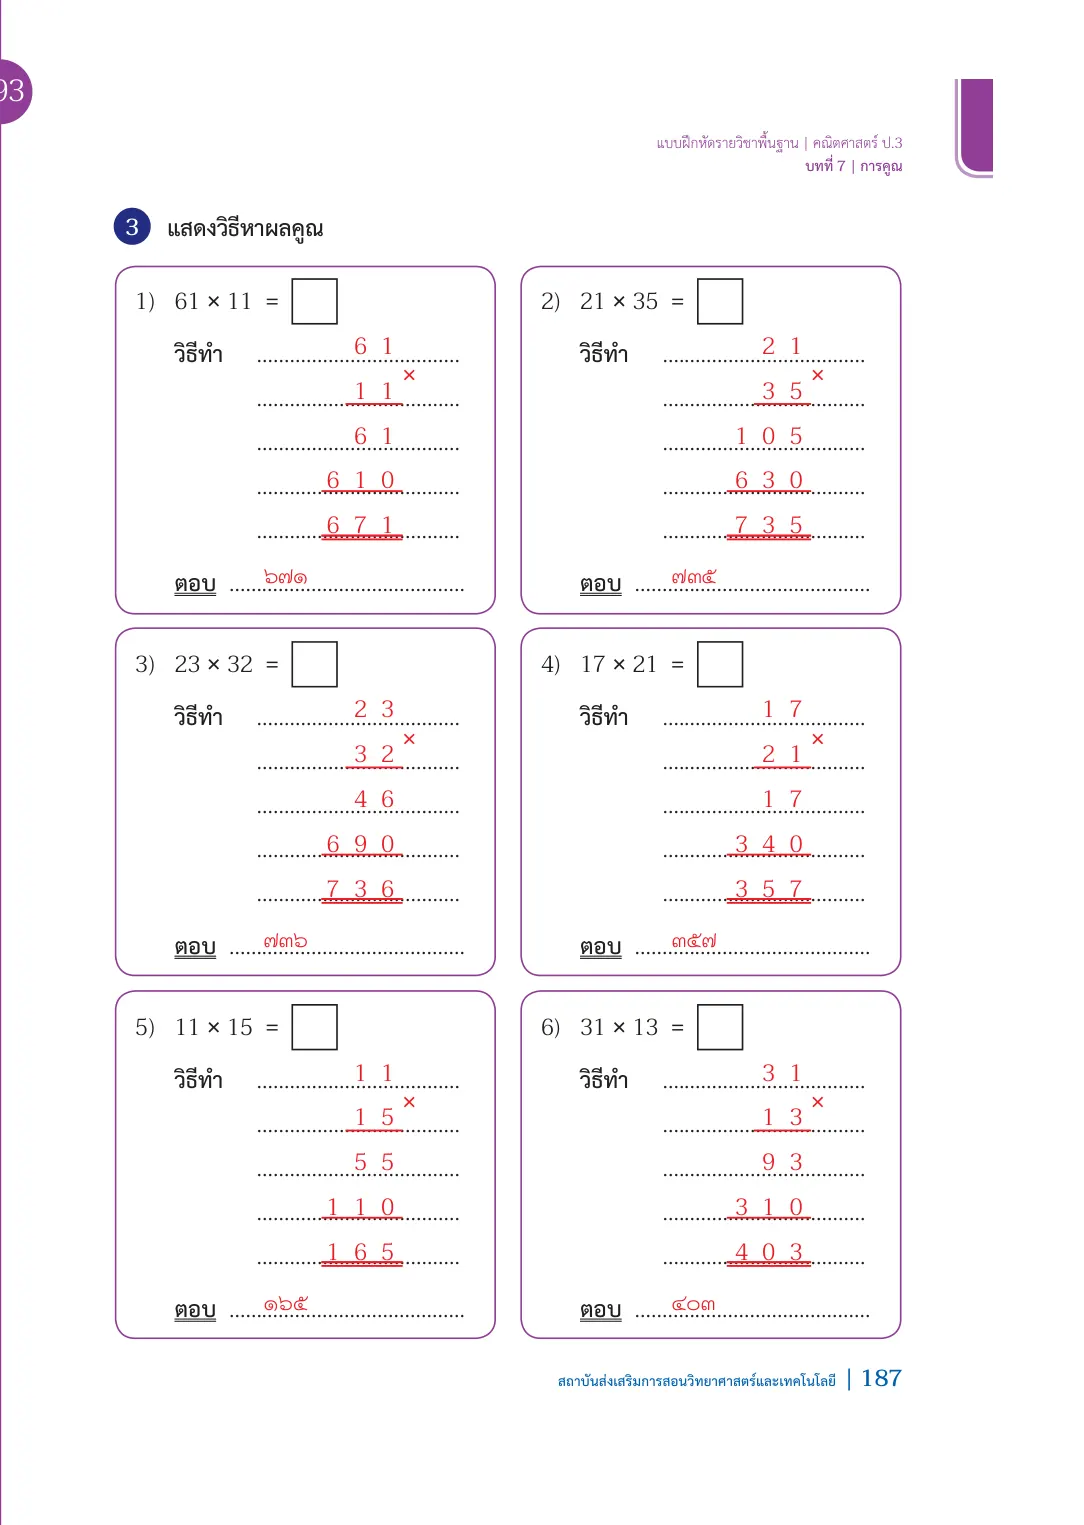 93
แบบฝึกหัดรายวิชาพื้นฐาน | คณิตศาสตร์ ป.3
บทที่ 7 | การคูณ
3 แสดงวิธีหาผลคูณ
1) 61 × 11 =
วิธีทำ 6 1
×
1 1
6 1
6 1 0
6 7 1
ตอบ ๖๗๑
2) 21 × 35 =
วิธีทำ 2 1
×
3 5
1 0 5
6 3 0
7 3 5
ตอบ ๗๓๕
3) 23 × 32 =
วิธีทำ 2 3
×
3 2
4 6
6 9 0
7 3 6
ตอบ ๗๓๖
4) 17 × 21 =
วิธีทำ 1 7
×
2 1
1 7
3 4 0
3 5 7
ตอบ ๓๕๗
5) 11 × 15 =
วิธีทำ 1 1
×
1 5
5 5
1 1 0
1 6 5
ตอบ ๑๖๕
6) 31 × 13 =
วิธีทำ 3 1
×
1 3
9 3
3 1 0
4 0 3
ตอบ ๔๐๓
สถาบันส่งเสริมการสอนวิทยาศาสตร์และเทคโนโลยี | 187